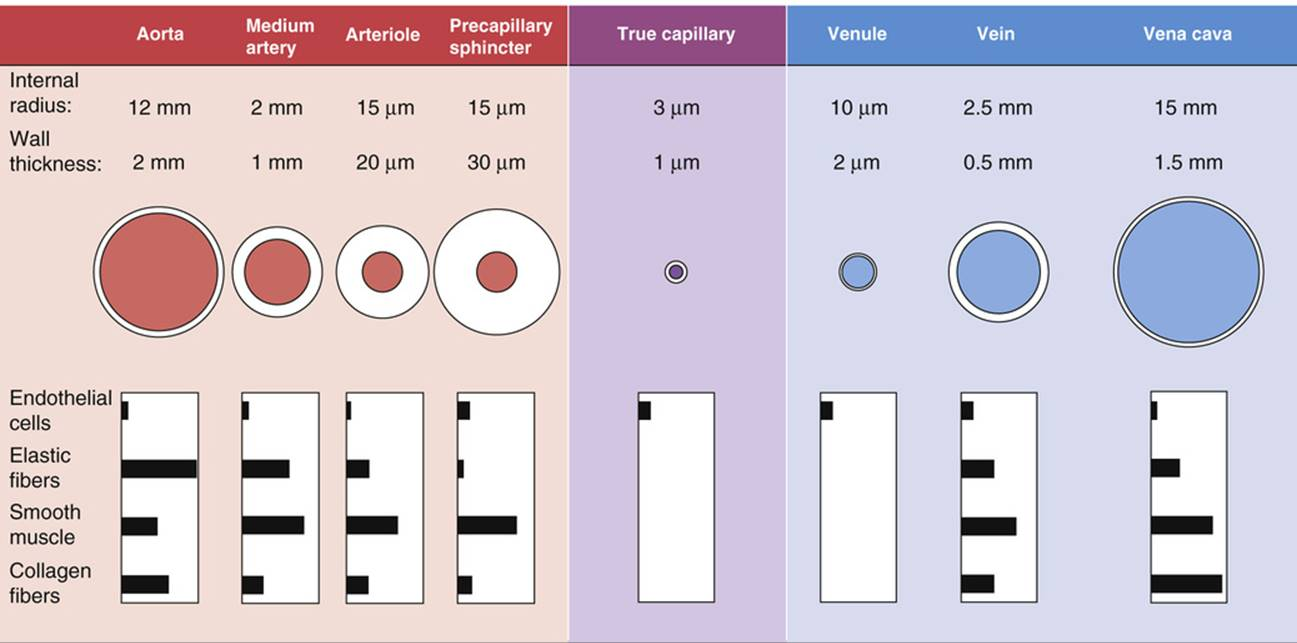 Aorta
Medium
artery
Arteriole
Precapillary
sphincter
True capillary
Venule
Vein
Vena cava
Internal
radius:
12 mm
2 mm
15 μm
15 μm
3 μm
10 μm
2.5 mm
15 mm
Wall
thickness:
2 mm
1 mm
20 μm
30 μm
1 μm
2 μm
0.5 mm
1.5 mm
Endothelial
cells
Elastic
fibers
Smooth
muscle
Collagen
fibers